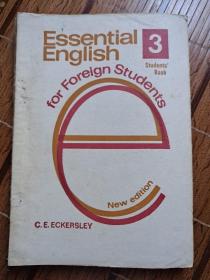 Essential
English
3
Students'
Book
for Foreign Students
New edition
C. E. ECKERSLEY